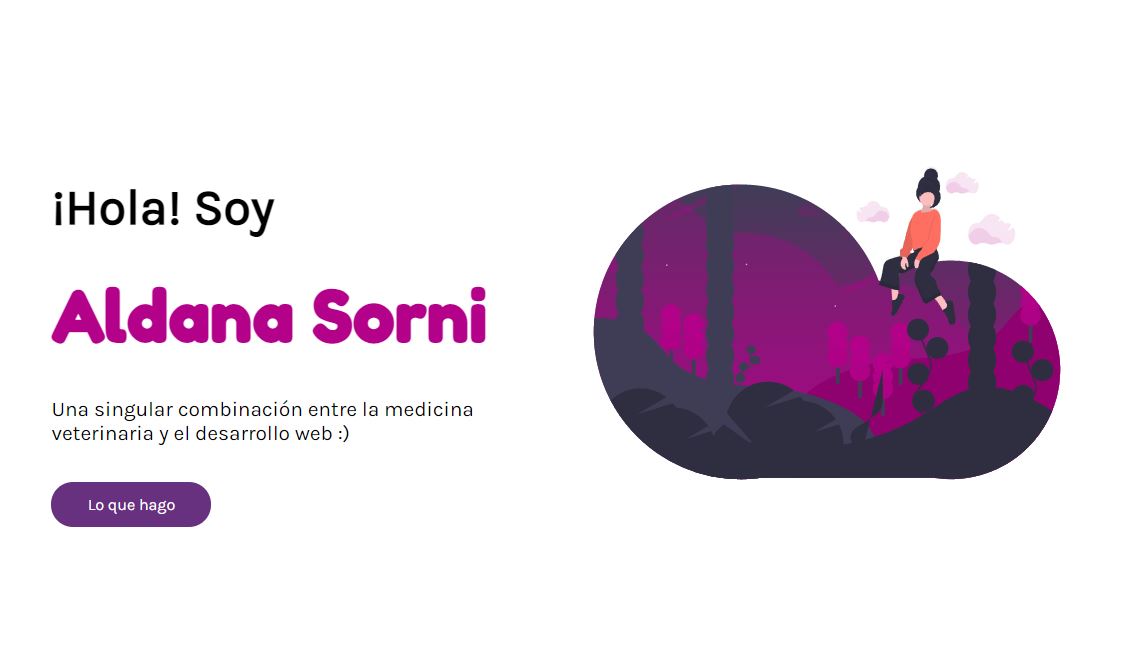 ¡Hola! Soy
Aldana Sorni
Una singular combinación entre la medicina
veterinaria y el desarrollo web :)
Lo que hago